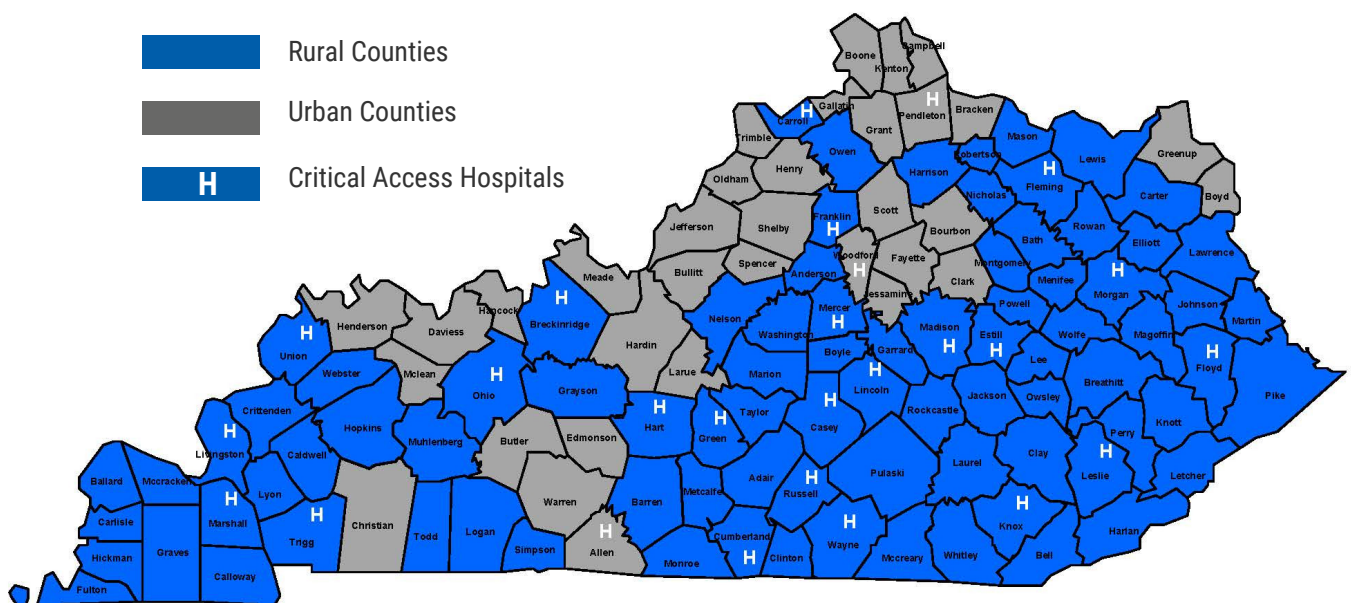 Rural Counties
Urban Counties
H Critical Access Hospitals
Boone
Kenton
Campbell
Gallatin
Carroll
H
Pendleton
H
Bracken
Grant
Trimble
Owen
Mason
Lewis
Greenup
Boyd
Robertson
Harrison
Fleming
H
Henry
Oldham
Nicholas
Carter
Scott
Franklin
H
Jefferson
Shelby
Bourbon
Rowan
Bath
Elliott
Lawrence
Woodford
H
Fayette
Montgomery
Spencer
Bullitt
Anderson
Meade
Menifee
Morgan
H
Clark
Jessamine
Hancock
Breckinridge
H
Powell
Johnson
Martin
Mercer
H
Nelson
Washington
Madison
H
Estill
H
Wolfe
Magoffin
Henderson
Daviess
Union
H
Hardin
Boyle
Garrard
Lee
Floyd
H
Webster
Mclean
Ohio
H
Grayson
Larue
Marion
Lincoln
H
Breathitt
Pike
Crittenden
Jackson
Owsley
Hart
H
Green
H
Taylor
Casey
H
Rockcastle
Hopkins
Muhlenberg
Butler
Edmonson
Perry
Knott
Livingston
H
Caldwell
Clay
Laurel
Pulaski
Adair
Leslie
H
Letcher
Ballard
Mccracken
Lyon
Warren
Barren
Metcalfe
Russell
H
Carlisle
Marshall
H
Christian
Knox
H
Harlan
Hickman
Graves
Trigg
H
Todd
Logan
Simpson
Allen
H
Cumberland
H
Wayne
H
Monroe
Clinton
Mccreary
Whitley
Bell
Calloway
Fulton